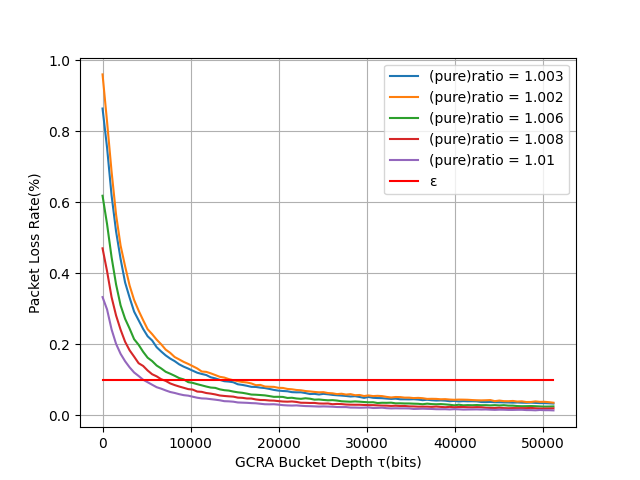 1.0
0.8
0.6
0.4
0.2
0.0
Packet Loss Rate(%)
(pure)ratio = 1.003
(pure)ratio = 1.002
(pure)ratio = 1.006
(pure)ratio = 1.008
(pure)ratio = 1.01
ε
0 10000 20000 30000 40000 50000
GCRA Bucket Depth τ(bits)